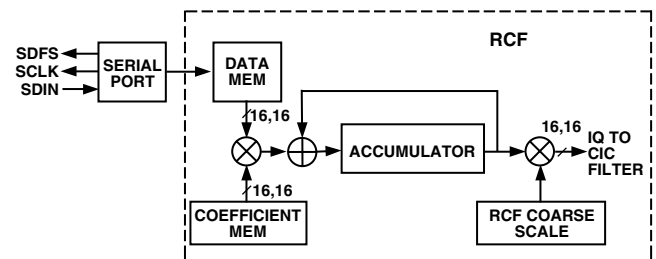 RCF
SDFS
SCLK
SDIN
SERIAL
PORT
DATA
MEM
16,16
16,16
COEFFICIENT
MEM
ACCUMULATOR
16,16
IQ TO
CIC
FILTER
RCF COARSE
SCALE